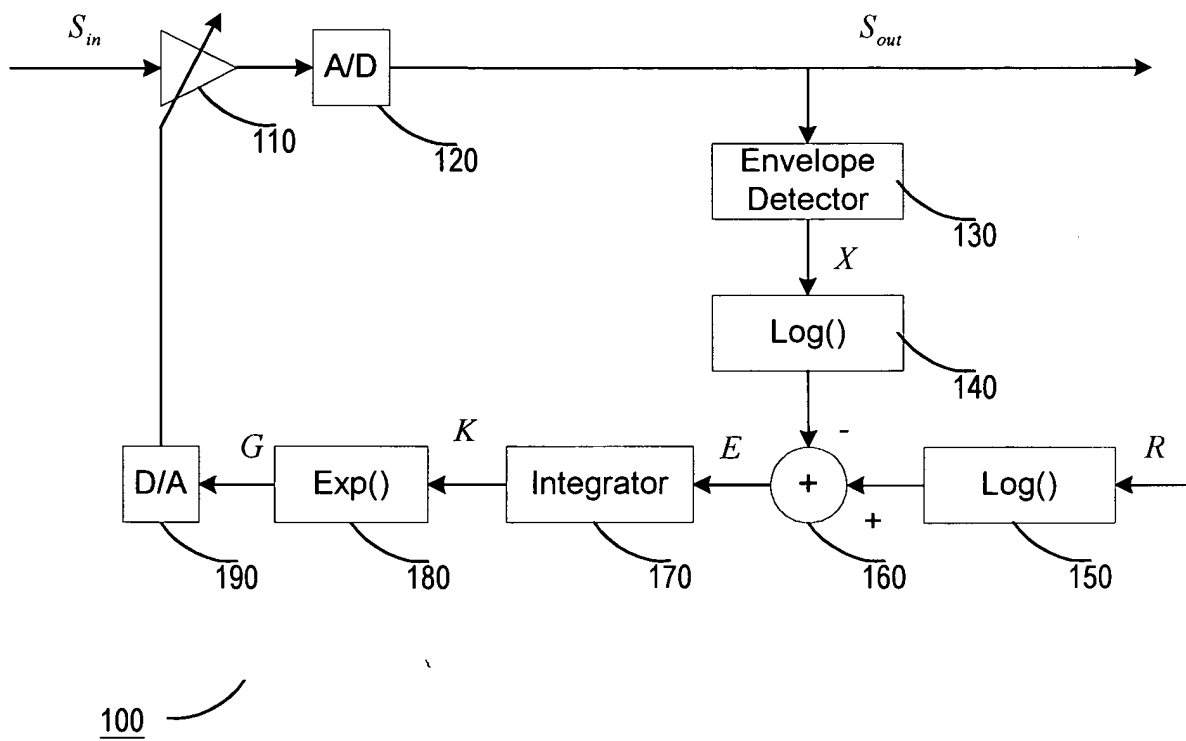 S_in S_out
A/D
110
120
Envelope
Detector
130
X
Log()
140
-
G K E R
D/A Exp() Integrator + Log()
+
190 180 170 160 150
100